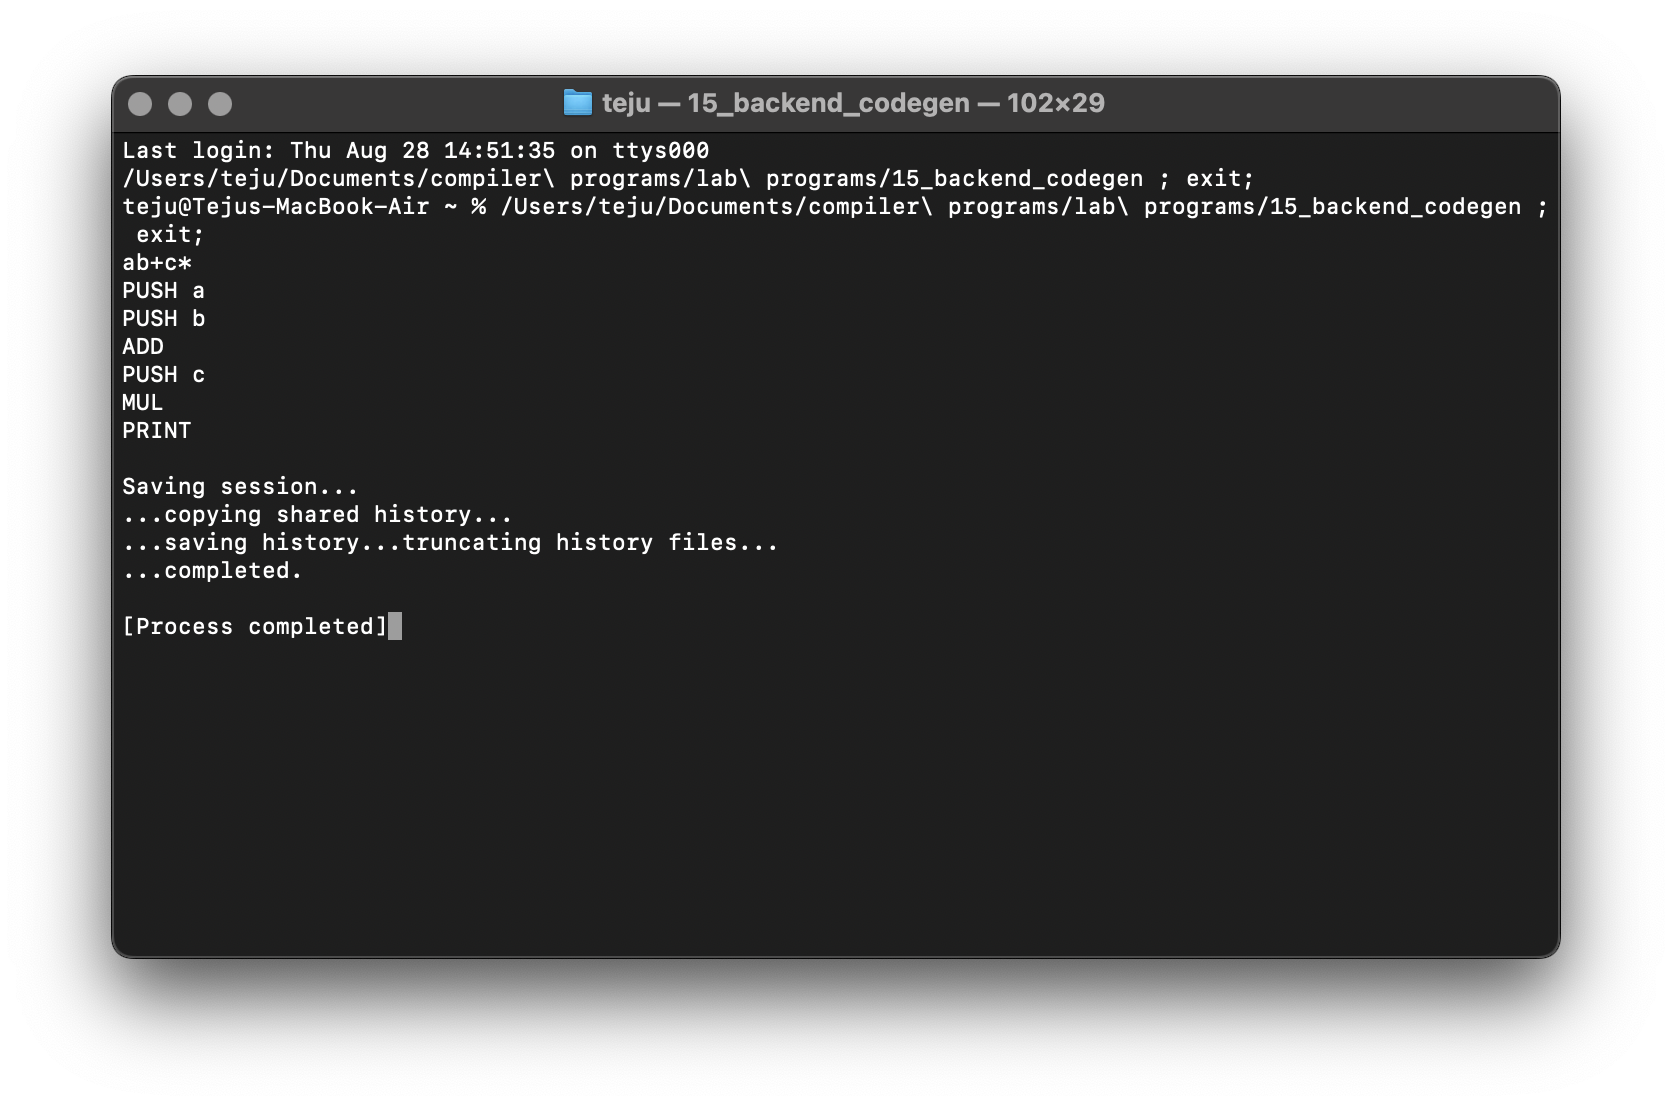 teju — 15_backend_codegen — 102×29
Last login: Thu Aug 28 14:51:35 on ttys000
/Users/teju/Documents/compiler\ programs/lab\ programs/15_backend_codegen ; exit;
teju@Tejus-MacBook-Air ~ % /Users/teju/Documents/compiler\ programs/lab\ programs/15_backend_codegen ;
 exit;
ab+c*
PUSH a
PUSH b
ADD
PUSH c
MUL
PRINT
Saving session...
...copying shared history...
...saving history...truncating history files...
...completed.
[Process completed]